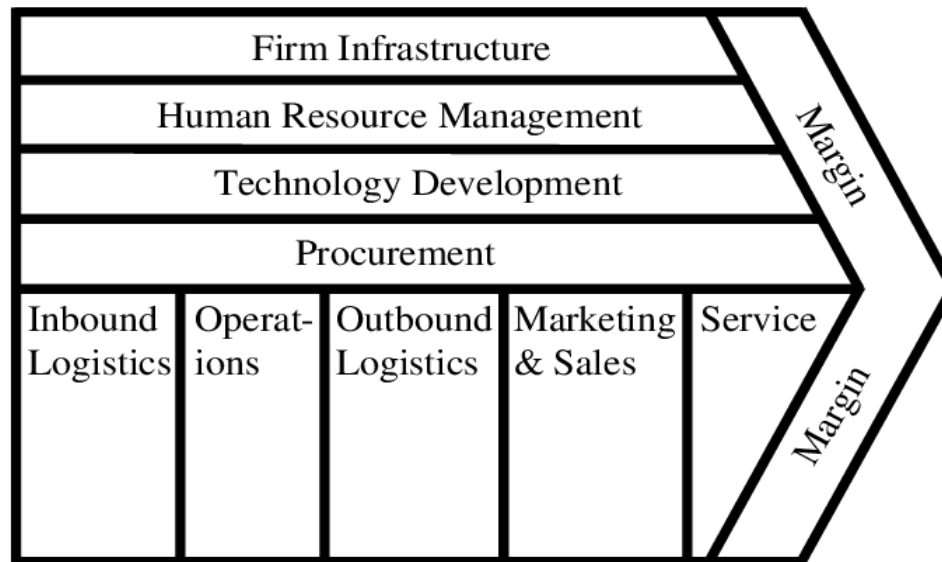 Firm Infrastructure
Human Resource Management
Technology Development
Procurement
Margin
Inbound
Logistics
Operat-
ions
Outbound
Logistics
Marketing
& Sales
Service
Margin